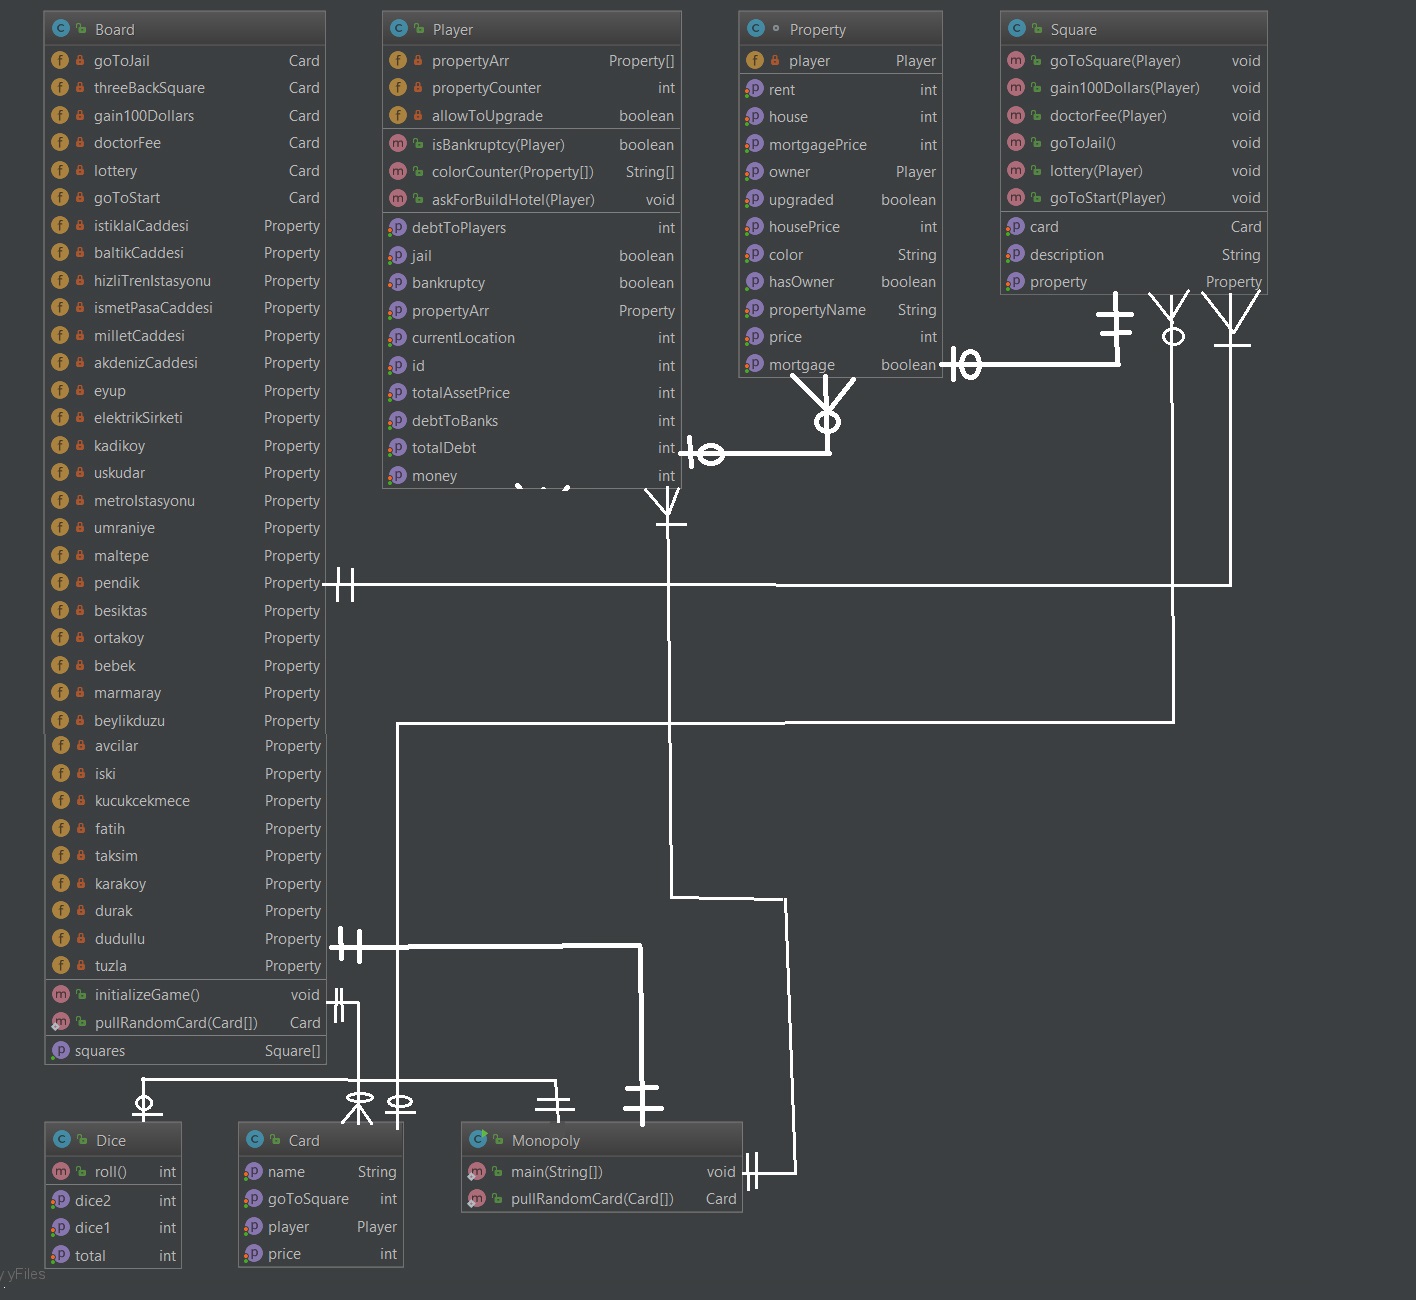 Board
goToJail Card
threeBackSquare Card
gain100Dollars Card
doctorFee Card
lottery Card
goToStart Card
istiklalCaddesi Property
baltikCaddesi Property
hizliTrenIstasyonu Property
ismetPasaCaddesi Property
milletCaddesi Property
akdenizCaddesi Property
eyup Property
elektrikSirketi Property
kadikoy Property
uskudar Property
metroIstasyonu Property
umraniye Property
maltepe Property
pendik Property
besiktas Property
ortakoy Property
bebek Property
marmaray Property
beylikduzu Property
avcilar Property
iski Property
kucukcekmece Property
fatih Property
taksim Property
karakoy Property
durak Property
dudullu Property
tuzla Property
initializeGame() void
pullRandomCard(Card[]) Card
squares Square[]
Player
propertyArr Property[]
propertyCounter int
allowToUpgrade boolean
isBankruptcy(Player) boolean
colorCounter(Property[]) String[]
askForBuildHotel(Player) void
debtToPlayers int
jail boolean
bankruptcy boolean
propertyArr Property
currentLocation int
id int
totalAssetPrice int
debtToBanks int
totalDebt int
money int
Property
player Player
rent int
house int
mortgagePrice int
owner Player
upgraded boolean
housePrice int
color String
hasOwner boolean
propertyName String
price int
mortgage boolean
Square
goToSquare(Player) void
gain100Dollars(Player) void
doctorFee(Player) void
goToJail() void
lottery(Player) void
goToStart(Player) void
card Card
description String
property Property
Dice
roll() int
dice2 int
dice1 int
total int
Card
name String
goToSquare int
player Player
price int
Monopoly
main(String[]) void
pullRandomCard(Card[]) Card
y yFiles